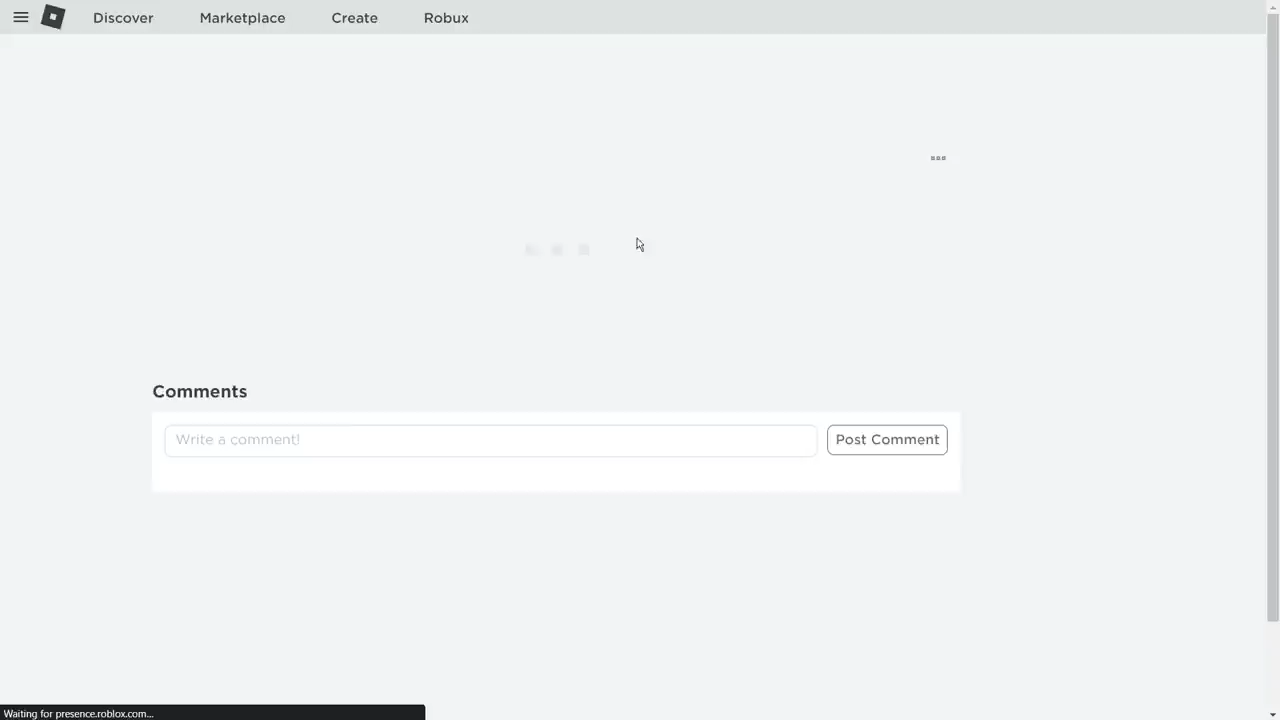 Discover
Marketplace
Create
Robux
Comments
Write a comment!
Post Comment
Waiting for presence.roblox.com...